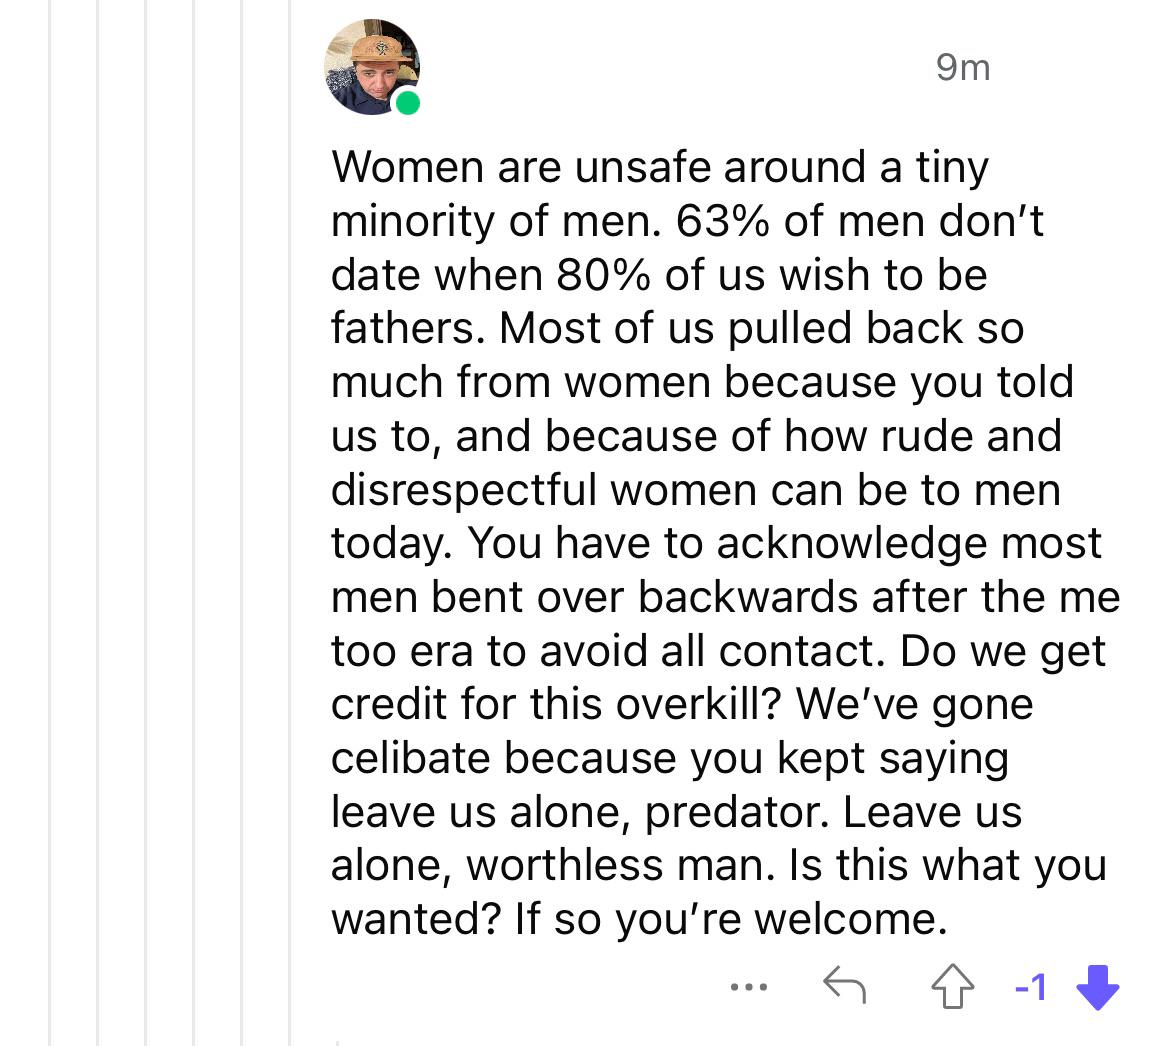 9m
Women are unsafe around a tiny
minority of men. 63% of men don’t
date when 80% of us wish to be
fathers. Most of us pulled back so
much from women because you told
us to, and because of how rude and
disrespectful women can be to men
today. You have to acknowledge most
men bent over backwards after the me
too era to avoid all contact. Do we get
credit for this overkill? We’ve gone
celibate because you kept saying
leave us alone, predator. Leave us
alone, worthless man. Is this what you
wanted? If so you’re welcome.
-1